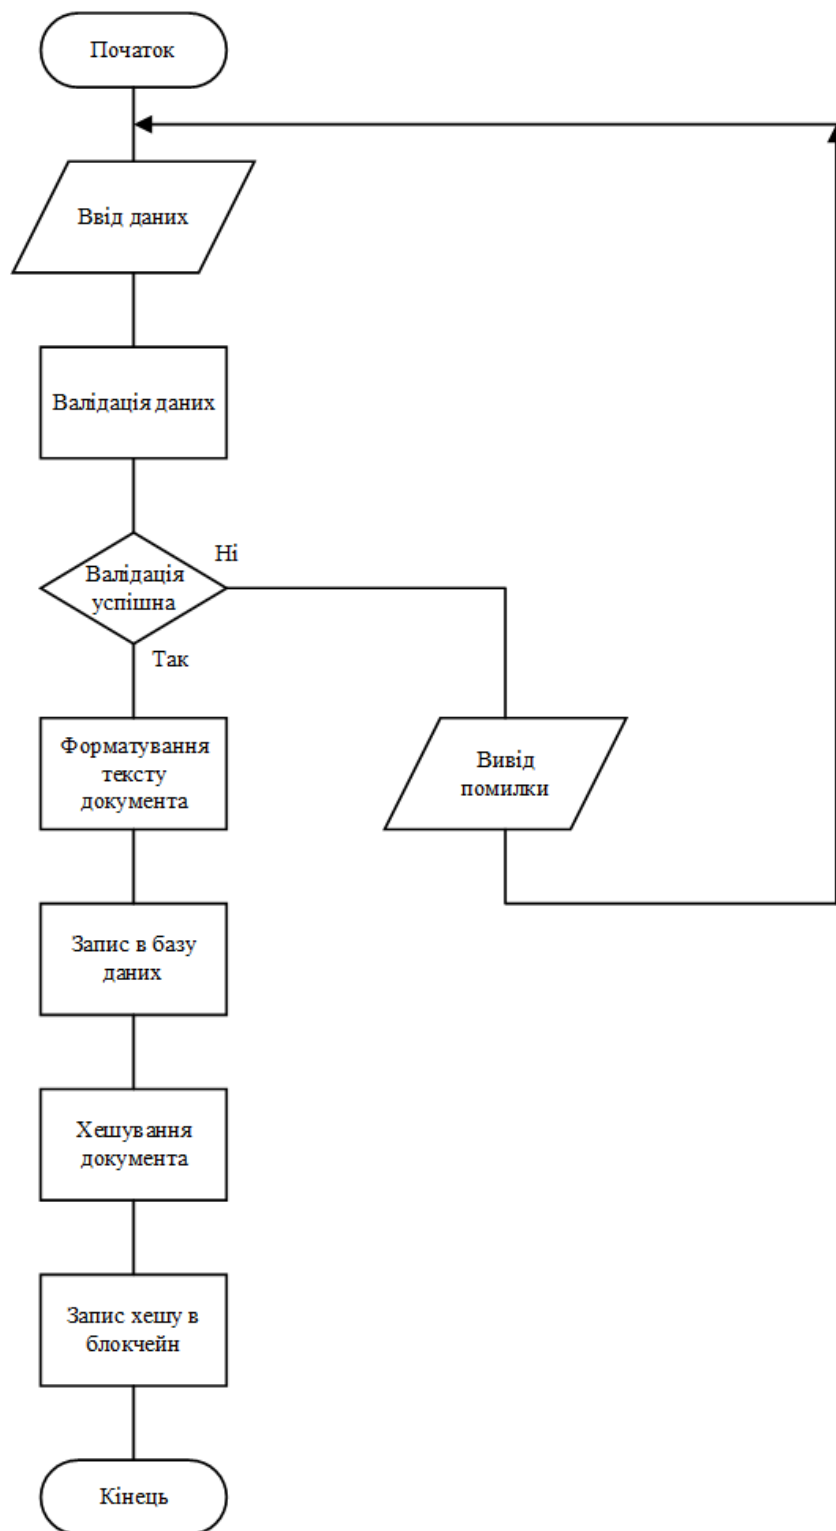 Початок
Ввід даних
Валідація даних
Ні
Валідація
успішна
Так
Форматування
тексту
документа
Вивід
помилки
Запис в базу
даних
Хешування
документа
Запис хешу в
блокчейн
Кінець